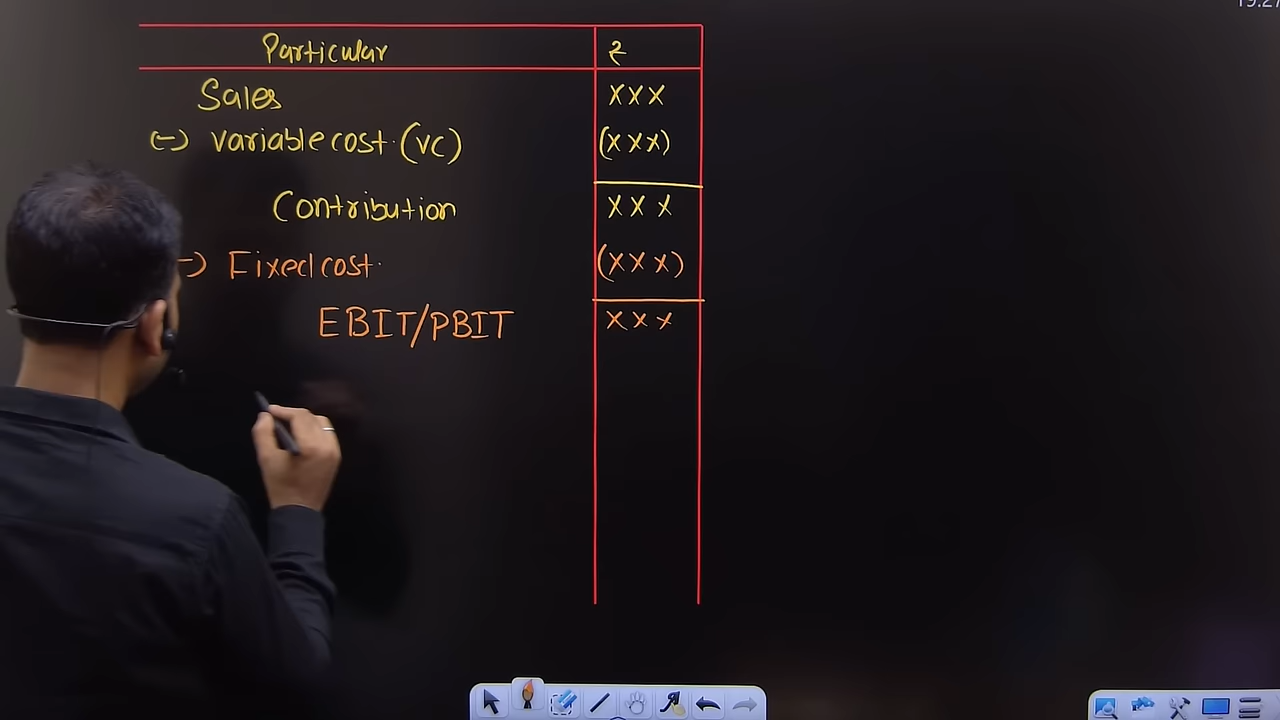 Particular ₹
Sales XXX
(-) Variable cost (VC) (XXX)
Contribution XXX
-) Fixed cost (XXX)
EBIT/PBIT XXX